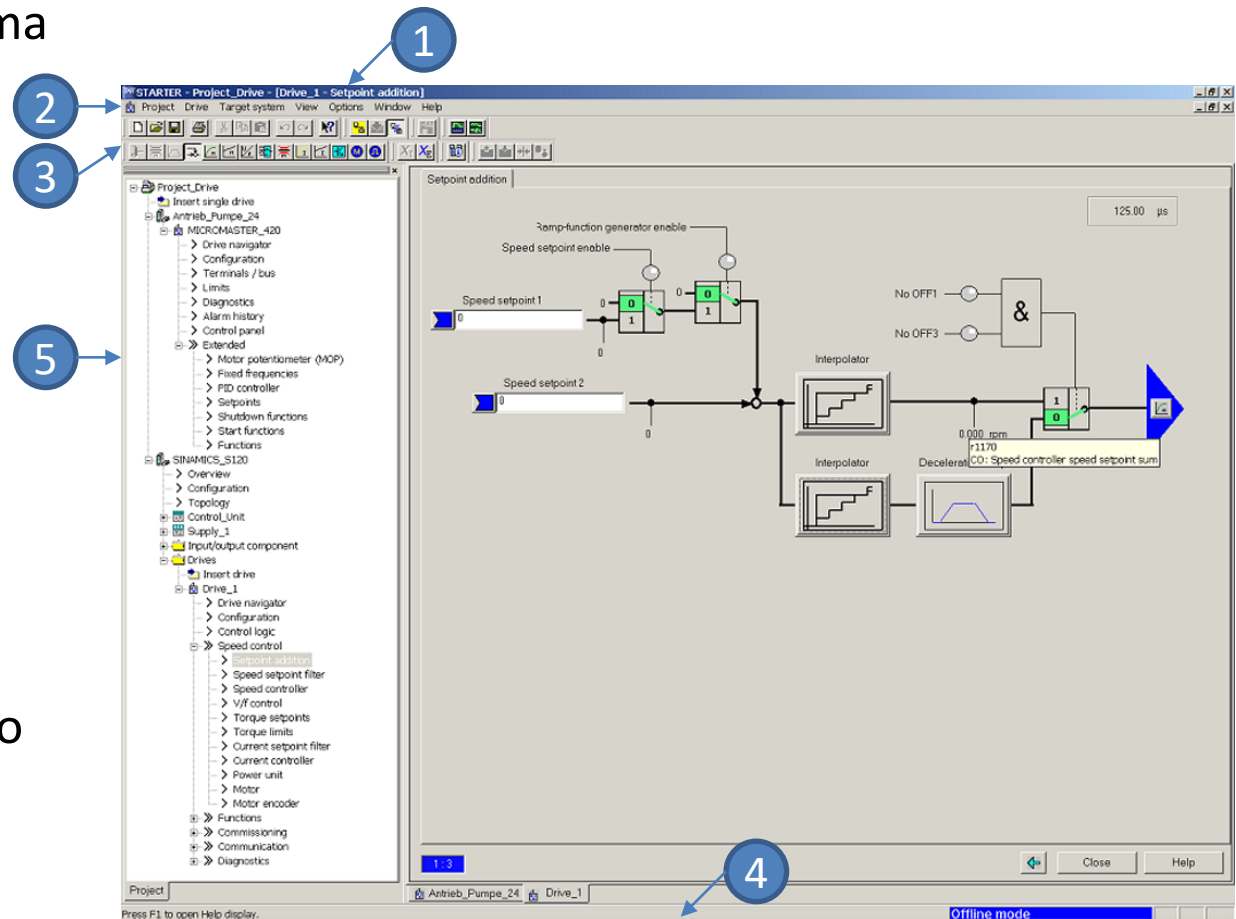 ma
1
2
3
5
o
4
STARTER - Project_Drive - [Drive_1 - Setpoint addition]
Project Drive Target system View Options Window Help
Project_Drive
Insert single drive
Antrieb_Pumpe_24
MICROMASTER_420
Drive navigator
Configuration
Terminals / bus
Limits
Diagnostics
Alarm history
Control panel
Extended
Motor potentiometer (MOP)
Fixed frequencies
PID controller
Setpoints
Shutdown functions
Start functions
Functions
SINAMICS_S120
Overview
Configuration
Topology
Control_Unit
Supply_1
Input/output component
Drives
Insert drive
Drive_1
Drive navigator
Configuration
Control logic
Speed control
Setpoint addition
Speed setpoint filter
Speed controller
V/f control
Torque setpoints
Torque limits
Current setpoint filter
Current controller
Power unit
Motor
Motor encoder
Functions
Commissioning
Communication
Diagnostics
Project
Setpoint addition
125.00 µs
Ramp-function generator enable
Speed setpoint enable
Speed setpoint 1
0
0
0
1
0
0
0
1
No OFF1
No OFF3
&
Speed setpoint 2
0
0
Interpolator
1
0
0.000 rpm
r1170
CO: Speed controller speed setpoint sum
Interpolator
1:3
Close
Help
Antrieb_Pumpe_24
Drive_1
Press F1 to open Help display.
Offline mode